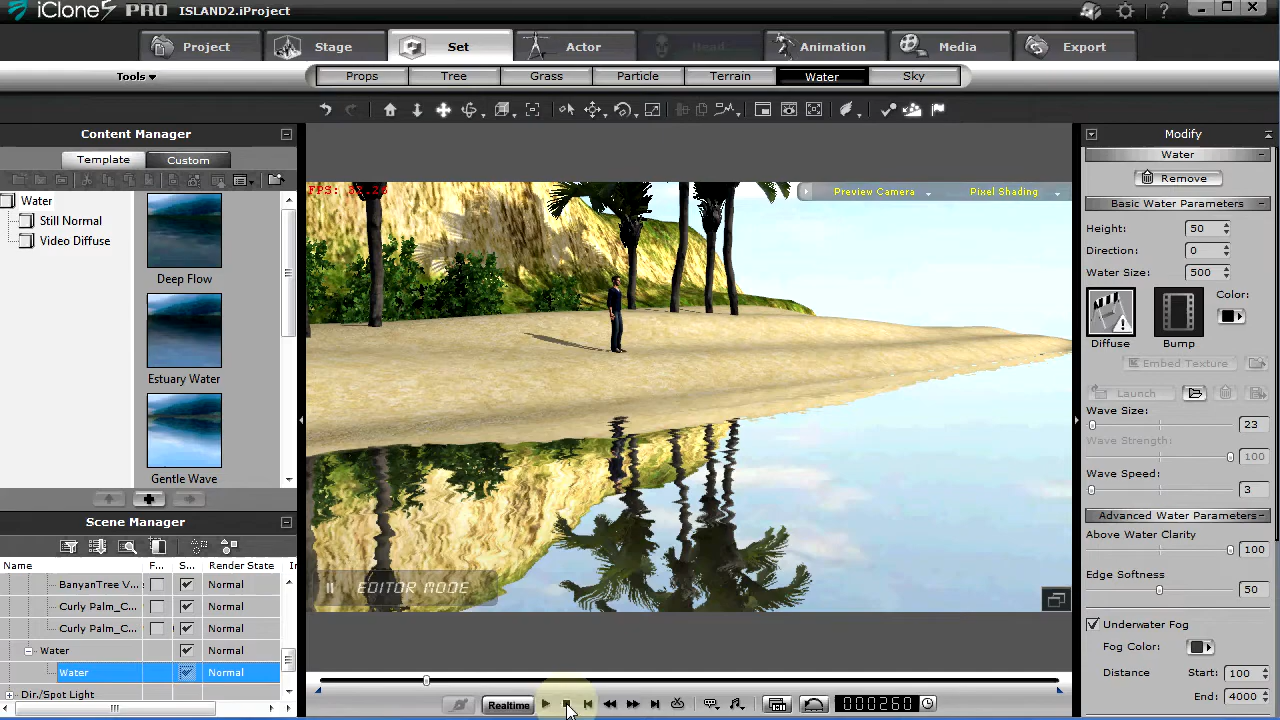 iClone5 PRO ISLAND2.iProject
Project Stage Set Actor Head Animation Media Export
Tools Props Tree Grass Particle Terrain Water Sky
Content Manager
Template Custom
Water
Still Normal
Video Diffuse
Deep Flow
Estuary Water
Gentle Wave
Scene Manager
Name F... S... Render State Ir
BanyanTree V... Normal
Curly Palm_C... Normal
Curly Palm_C... Normal
Water Normal
Water Normal
Dir./Spot Light Normal
Preview Camera Pixel Shading
EDITOR MODE
Realtime 000260
Modify
Water
Remove
Basic Water Parameters
Height: 50
Direction: 0
Water Size: 500
Color:
Diffuse Bump
Embed Texture
Launch
Wave Size:
23
Wave Strength:
100
Wave Speed:
3
Advanced Water Parameters
Above Water Clarity
100
Edge Softness
50
Underwater Fog
Fog Color:
Distance Start: 100
End: 4000